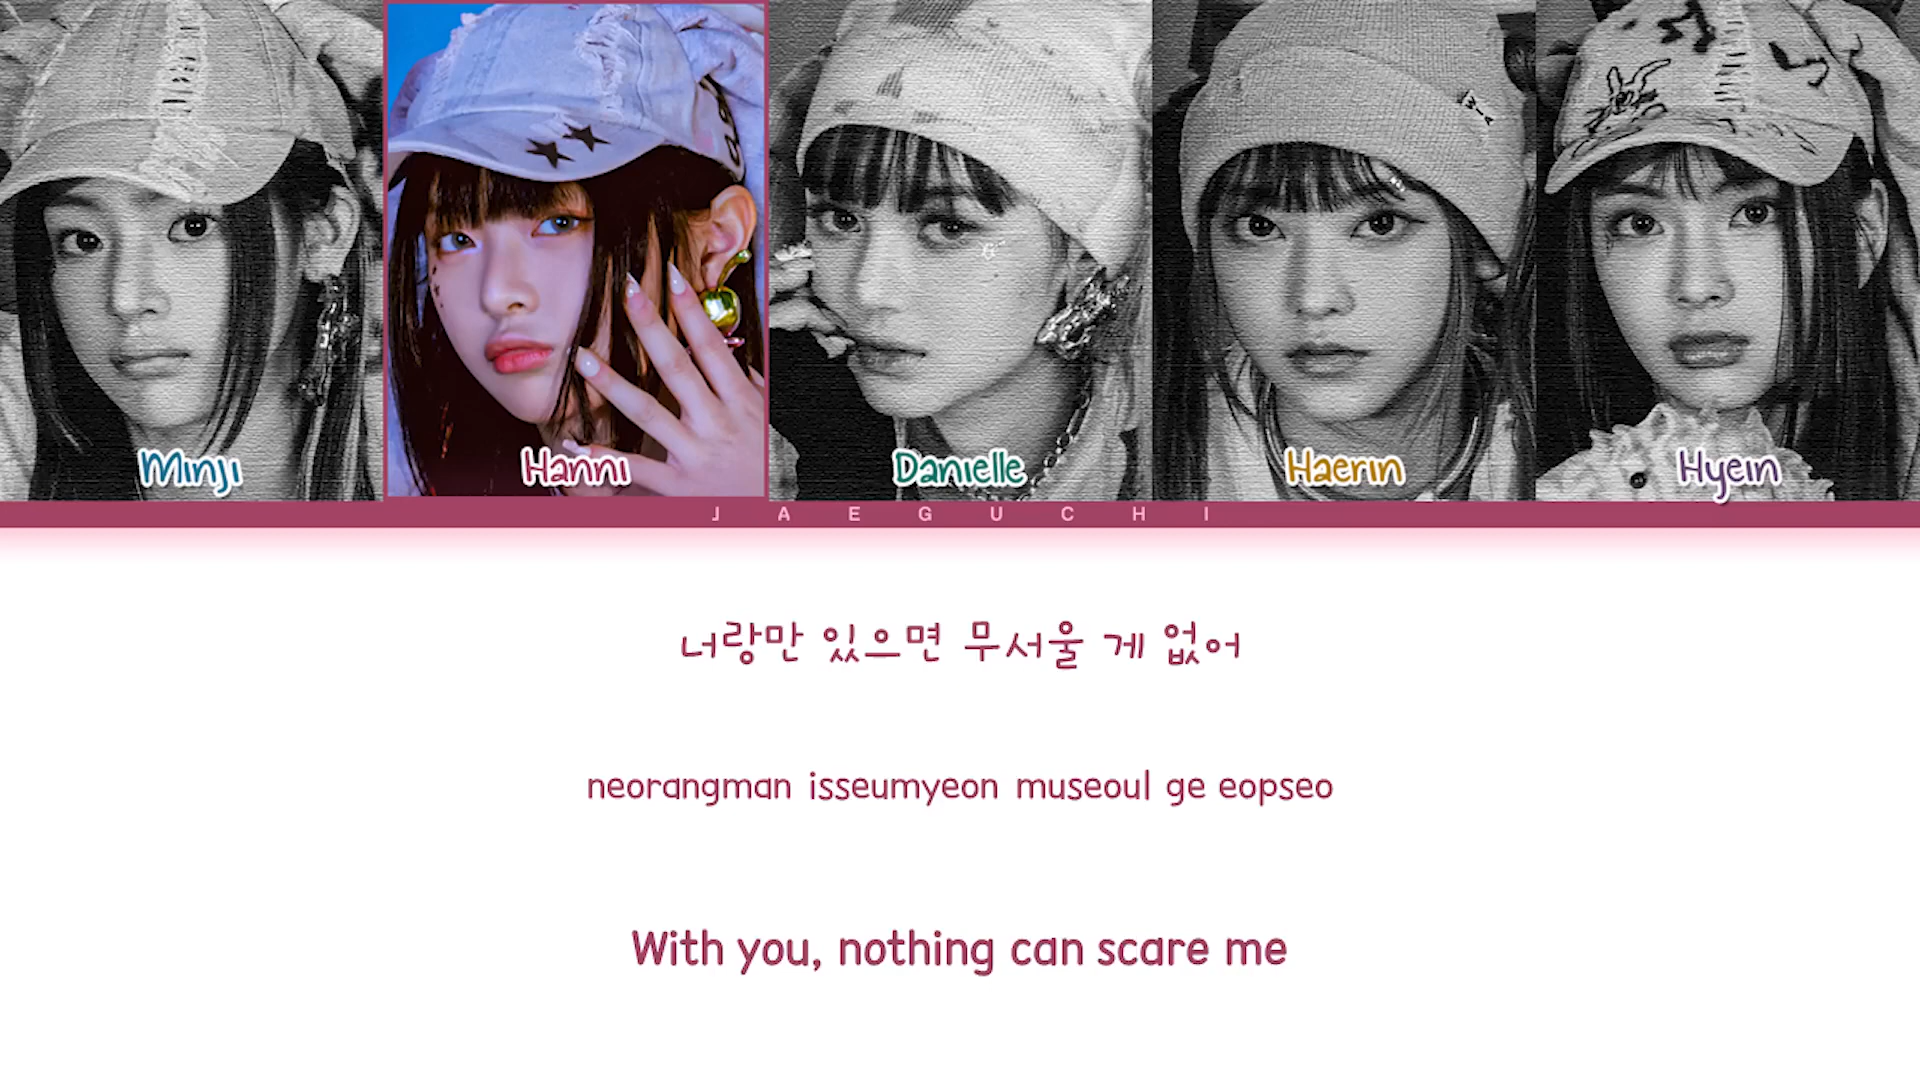 Minji Hanni Danielle Haerin Hyein
JAEGUCHI
너랑만 있으면 무서울 게 없어
neorangman isseumyeon museoul ge eopseo
With you, nothing can scare me